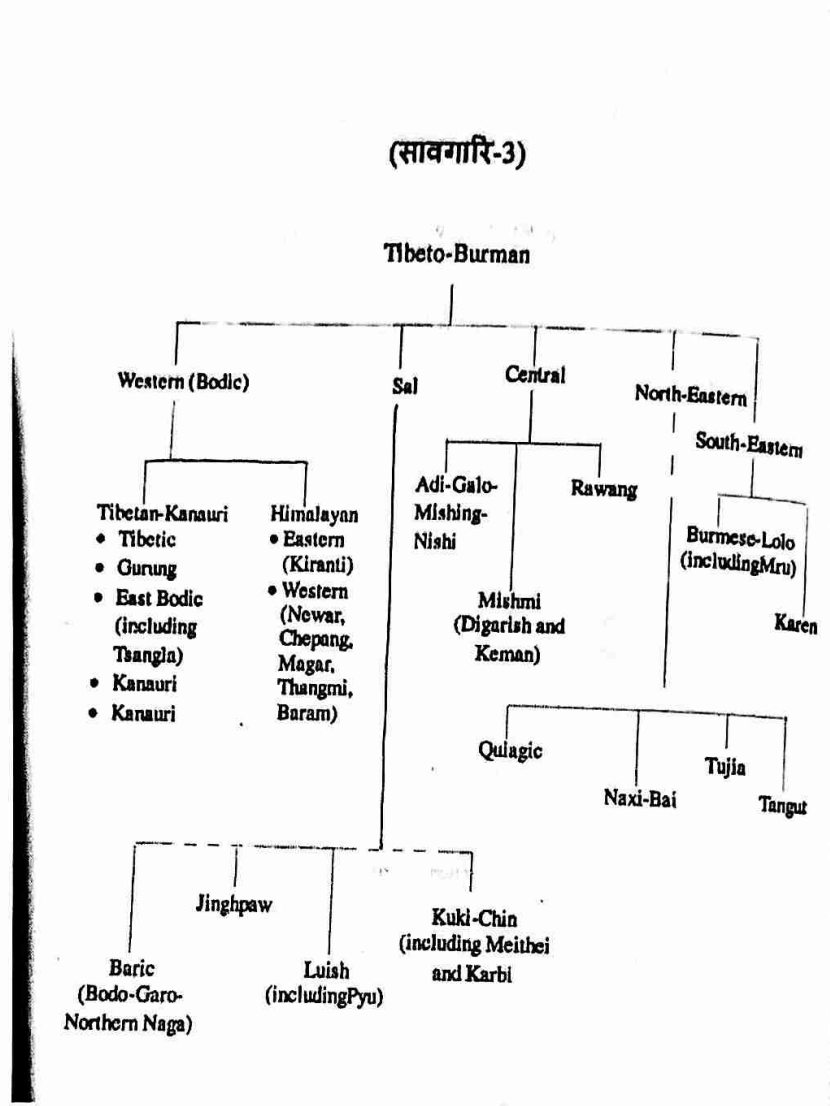 (सावगारि-3)
Tibeto-Burman
Western (Bodic)
Sal
Central
North-Eastern
South-Eastern
Tibetan-Kanauri
• Tibetic
• Gurung
• East Bodic
(including
Tsangla)
• Kanauri
• Kanauri
Himalayan
• Eastern
(Kiranti)
• Western
(Newar,
Chepang,
Magar,
Thangmi,
Baram)
Adi-Galo-
Mishing-
Nishi
Mishmi
(Digarish and
Keman)
Rawang
Burmese-Lolo
(includingMru)
Karen
Quiagic
Naxi-Bai
Tujia
Tangut
Baric
(Bodo-Garo-
Northern Naga)
Jinghpaw
Luish
(includingPyu)
Kuki-Chin
(including Meithei
and Karbi